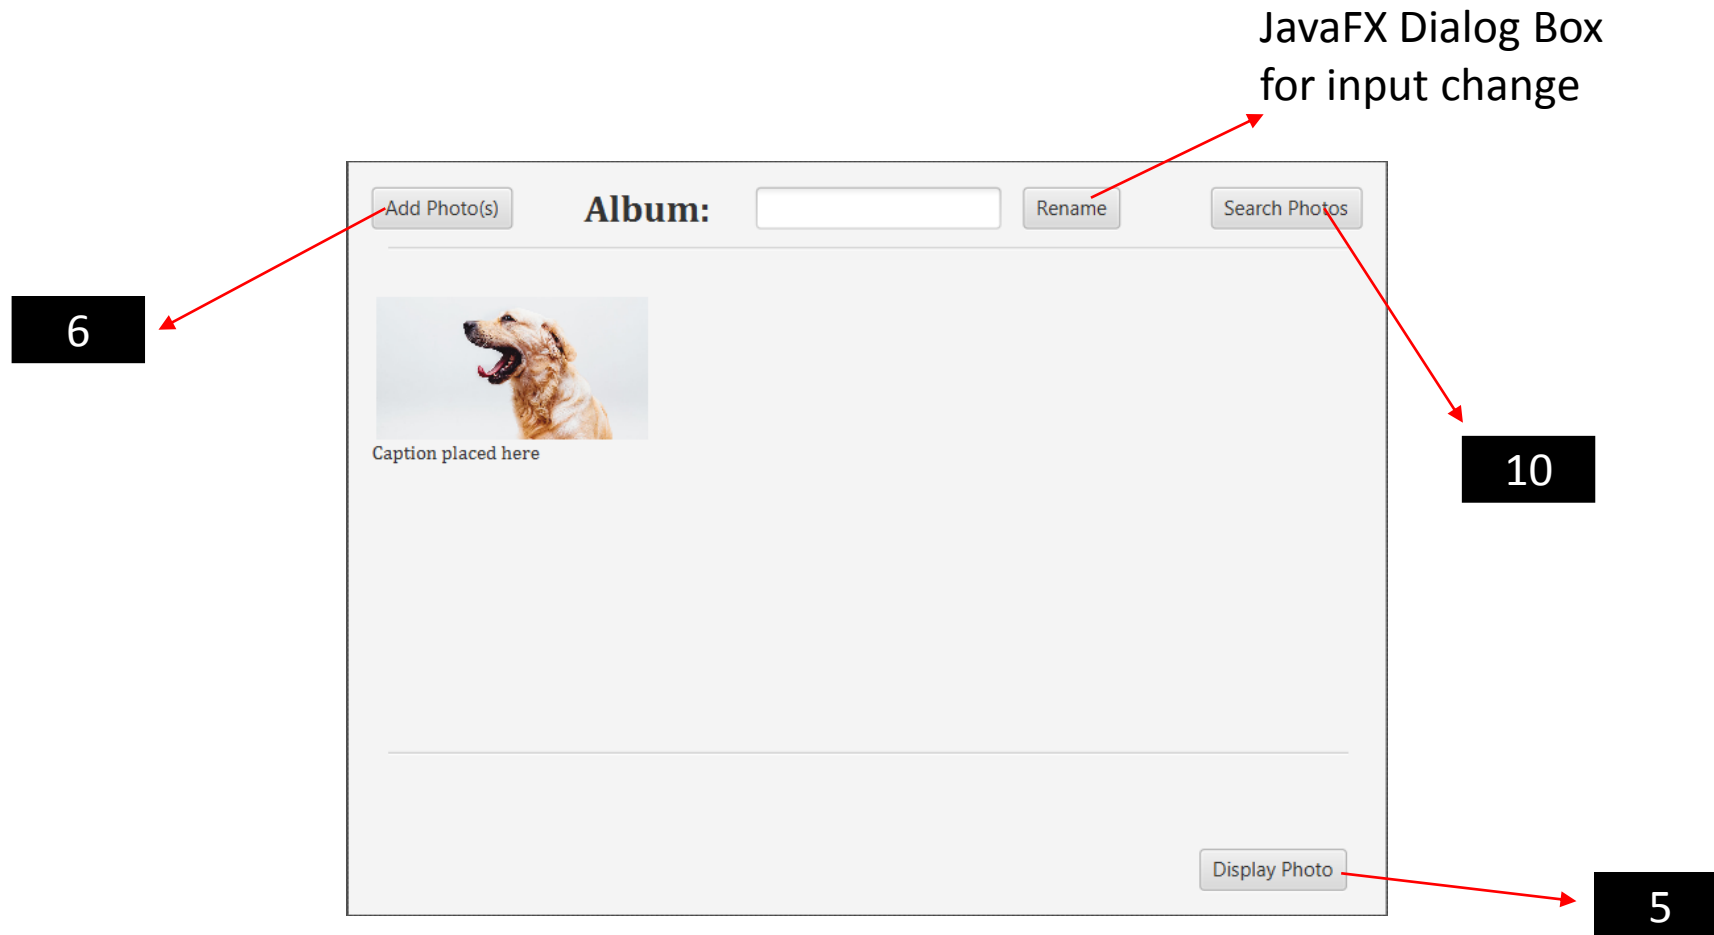 JavaFX Dialog Box
for input change
Add Photo(s)
Album:
Rename
Search Photos
6
Caption placed here
10
Display Photo
5